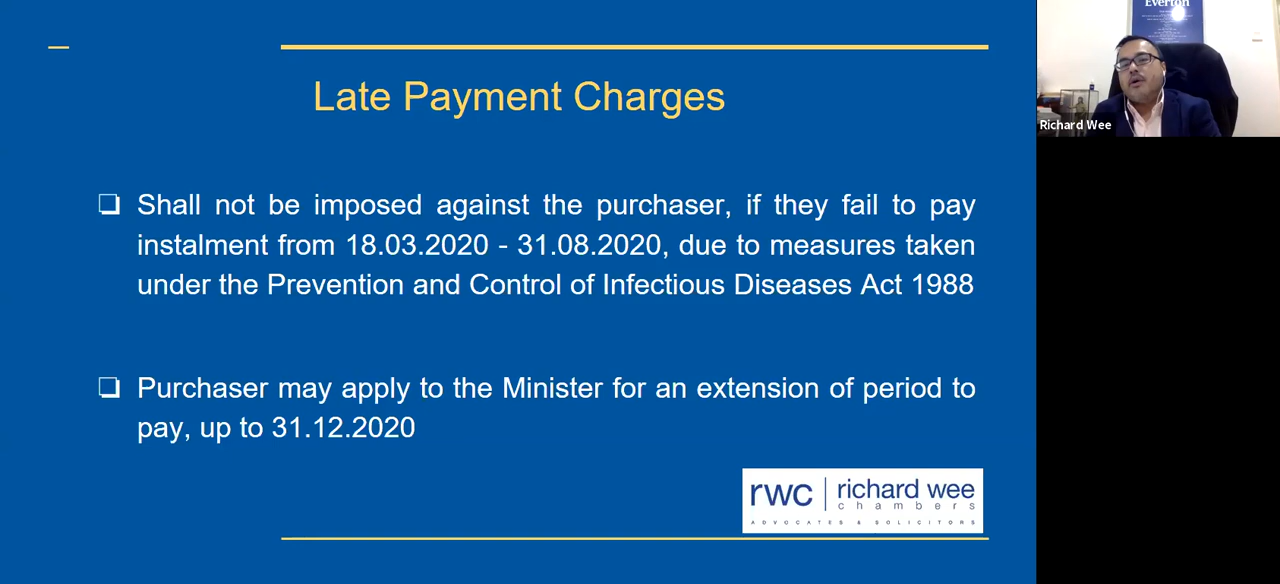 Late Payment Charges
Shall not be imposed against the purchaser, if they fail to pay
instalment from 18.03.2020 - 31.08.2020, due to measures taken
under the Prevention and Control of Infectious Diseases Act 1988
Purchaser may apply to the Minister for an extension of period to
pay, up to 31.12.2020
rwc richard wee
chambers
ADVOCATES & SOLICITORS
Everton
Richard Wee